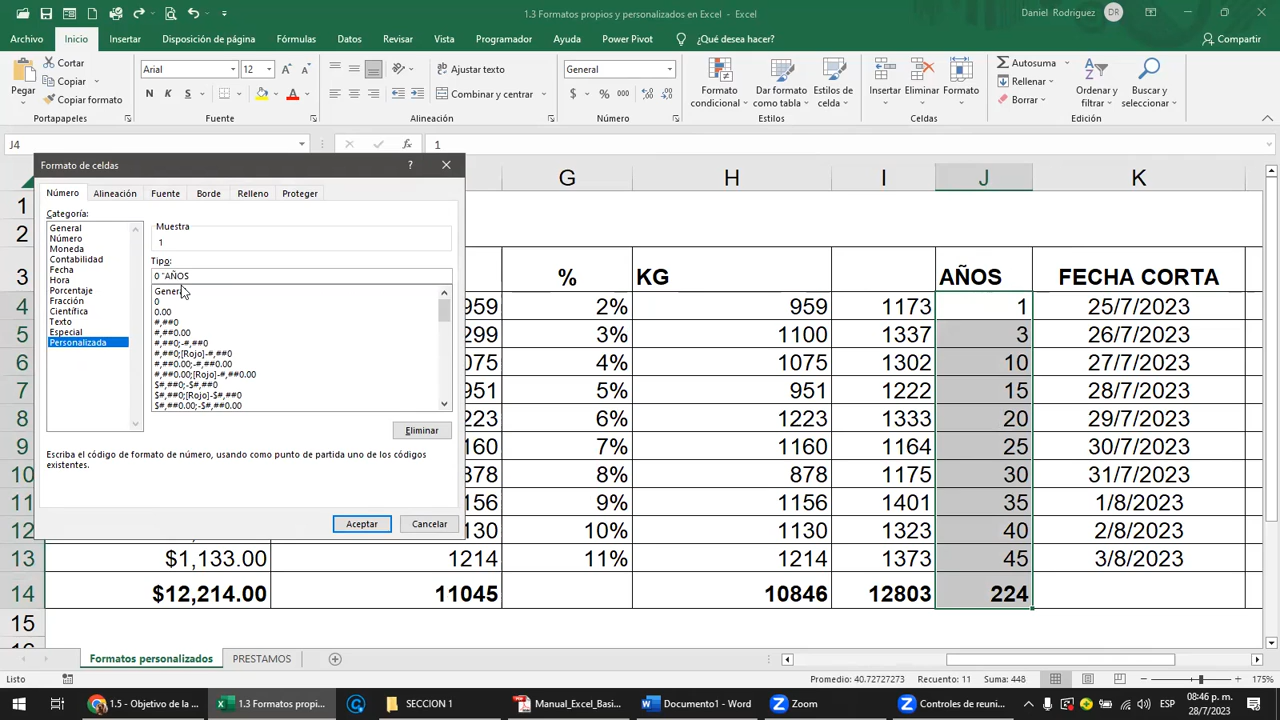 1.3 Formatos propios y personalizados en Excel - Excel
Daniel Rodriguez DR
Archivo Inicio Insertar Disposición de página Fórmulas Datos Revisar Vista Programador Ayuda Power Pivot ¿Qué desea hacer? Compartir
Cortar
Copiar
Copiar formato
Pegar
Arial 12
N K S
Ajustar texto
Combinar y centrar
General
$ % 000
Formato condicional
Dar formato como tabla
Estilos de celda
Insertar Eliminar Formato
Autosuma
Rellenar
Borrar
Ordenar y filtrar
Buscar y seleccionar
Portapapeles Fuente Alineación Número Estilos Celdas Edición
J4 fx 1
Formato de celdas ?
Número Alineación Fuente Borde Relleno Proteger
Categoría:
General
Número
Moneda
Contabilidad
Fecha
Hora
Porcentaje
Fracción
Científica
Texto
Especial
Personalizada
Muestra
1
Tipo:
0 "AÑOS
General
0
0.00
#,##0
#,##0.00
#,##0;-#,##0
#,##0;[Rojo]-#,##0
#,##0.00;-#,##0.00
#,##0.00;[Rojo]-#,##0.00
$#,##0;-$#,##0
$#,##0;[Rojo]-$#,##0
$#,##0.00;-$#,##0.00
Eliminar
Escriba el código de formato de número, usando como punto de partida uno de los códigos
existentes.
Aceptar Cancelar
G H I J K
1
2
3 % KG AÑOS FECHA CORTA
4 959 2% 959 1173 1 25/7/2023
5 299 3% 1100 1337 3 26/7/2023
6 075 4% 1075 1302 10 27/7/2023
7 951 5% 951 1222 15 28/7/2023
8 223 6% 1223 1333 20 29/7/2023
9 160 7% 1160 1164 25 30/7/2023
10 378 8% 878 1175 30 31/7/2023
11 156 9% 1156 1401 35 1/8/2023
12 130 10% 1130 1323 40 2/8/2023
13 $1,133.00 1214 11% 1214 1373 45 3/8/2023
14 $12,214.00 11045 10846 12803 224
15
Formatos personalizados PRESTAMOS
Listo Promedio: 40.72727273 Recuento: 11 Suma: 448 175%
1.5 - Objetivo de la ... 1.3 Formatos propi... SECCION 1 Manual_Excel_Basi... Documento1 - Word Zoom Controles de reuni... ESP
08:46 p. m.
28/7/2023